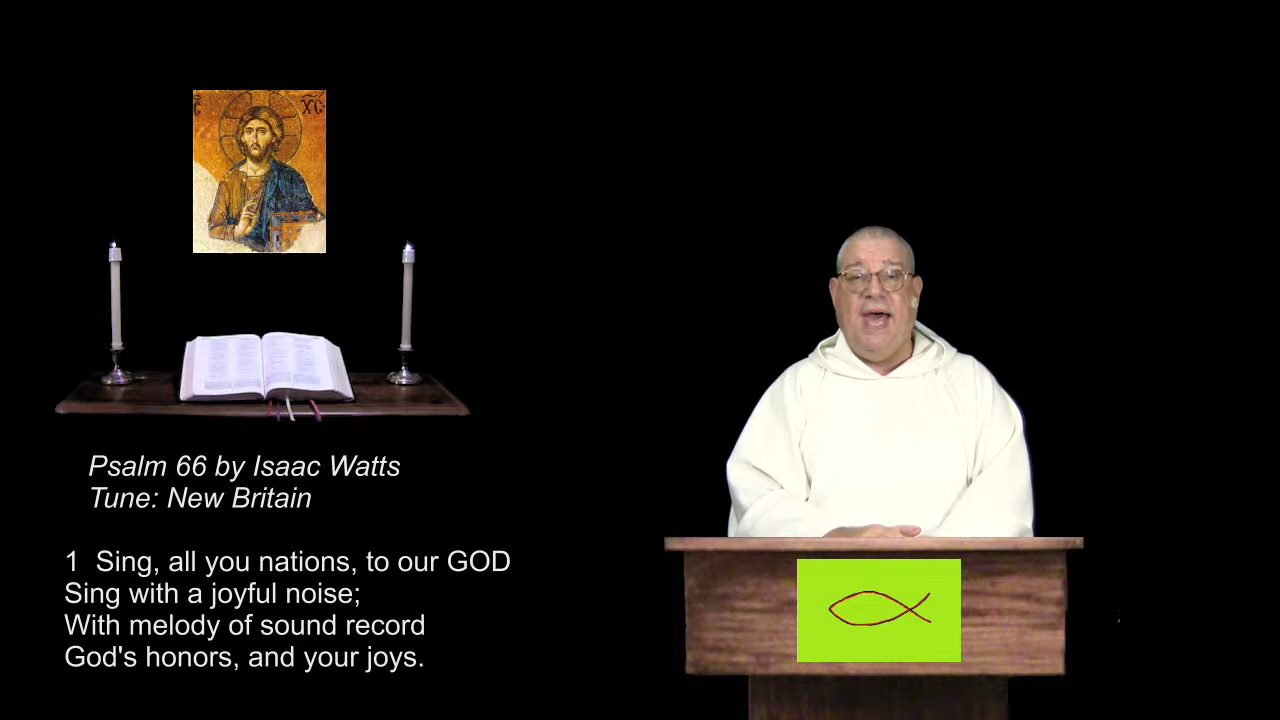 XC
Psalm 66 by Isaac Watts
Tune: New Britain
1 Sing, all you nations, to our GOD
Sing with a joyful noise;
With melody of sound record
God's honors, and your joys.